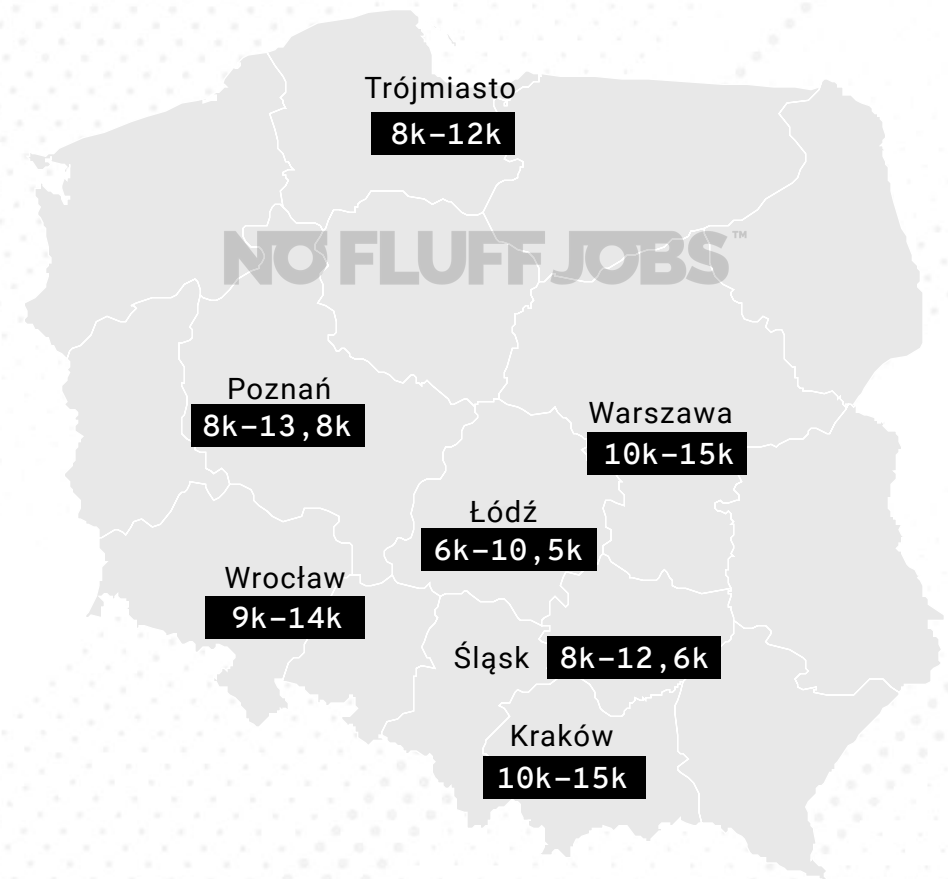 Trójmiasto
8k–12k
NO FLUFF JOBS™
Poznań
8k–13,8k
Warszawa
10k–15k
Łódź
6k–10,5k
Wrocław
9k–14k
Śląsk 8k–12,6k
Kraków
10k–15k